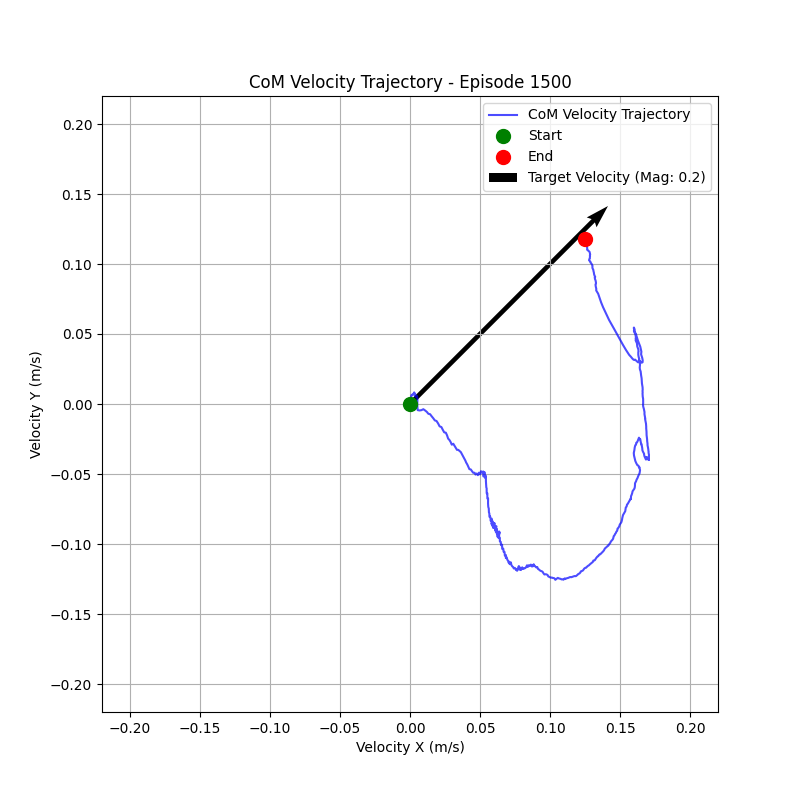 CoM Velocity Trajectory - Episode 1500
CoM Velocity Trajectory
Start
End
Target Velocity (Mag: 0.2)
0.20
0.15
0.10
0.05
0.00
−0.05
−0.10
−0.15
−0.20
Velocity Y (m/s)
−0.20 −0.15 −0.10 −0.05 0.00 0.05 0.10 0.15 0.20
Velocity X (m/s)